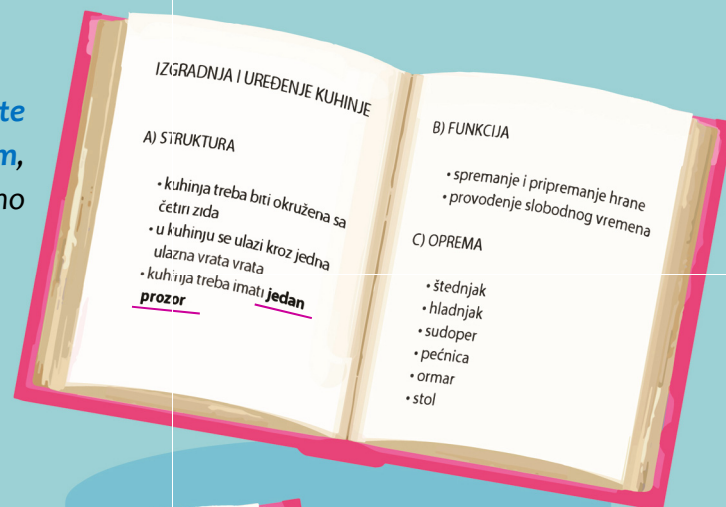 te
m,
no
IZGRADNJA I UREĐENJE KUHINJE
A) STRUKTURA
• kuhinja treba biti okružena sa
četiri zida
• u kuhinju se ulazi kroz jedna
ulazna vrata vrata
• kuhinja treba imati jedan
prozor
B) FUNKCIJA
• spremanje i pripremanje hrane
• provođenje slobodnog vremena
C) OPREMA
• štednjak
• hladnjak
• sudoper
• pećnica
• ormar
• stol